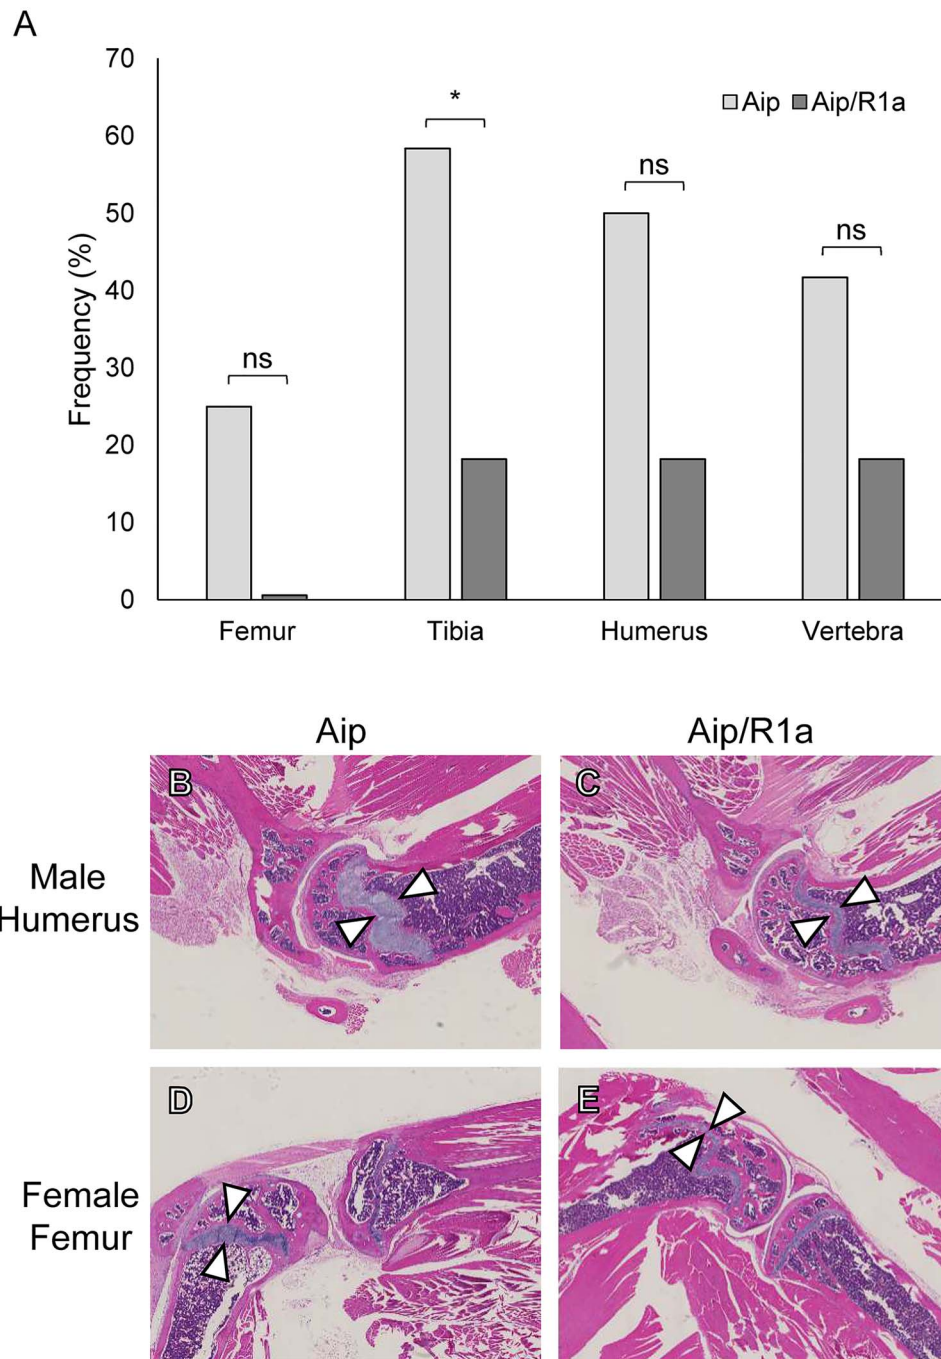 A
70
60
50
40
30
20
10
0
Frequency (%)
Aip Aip/R1a
ns
*
ns
ns
Femur Tibia Humerus Vertebra
Aip Aip/R1a
Male
Humerus
B
C
Female
Femur
D
E